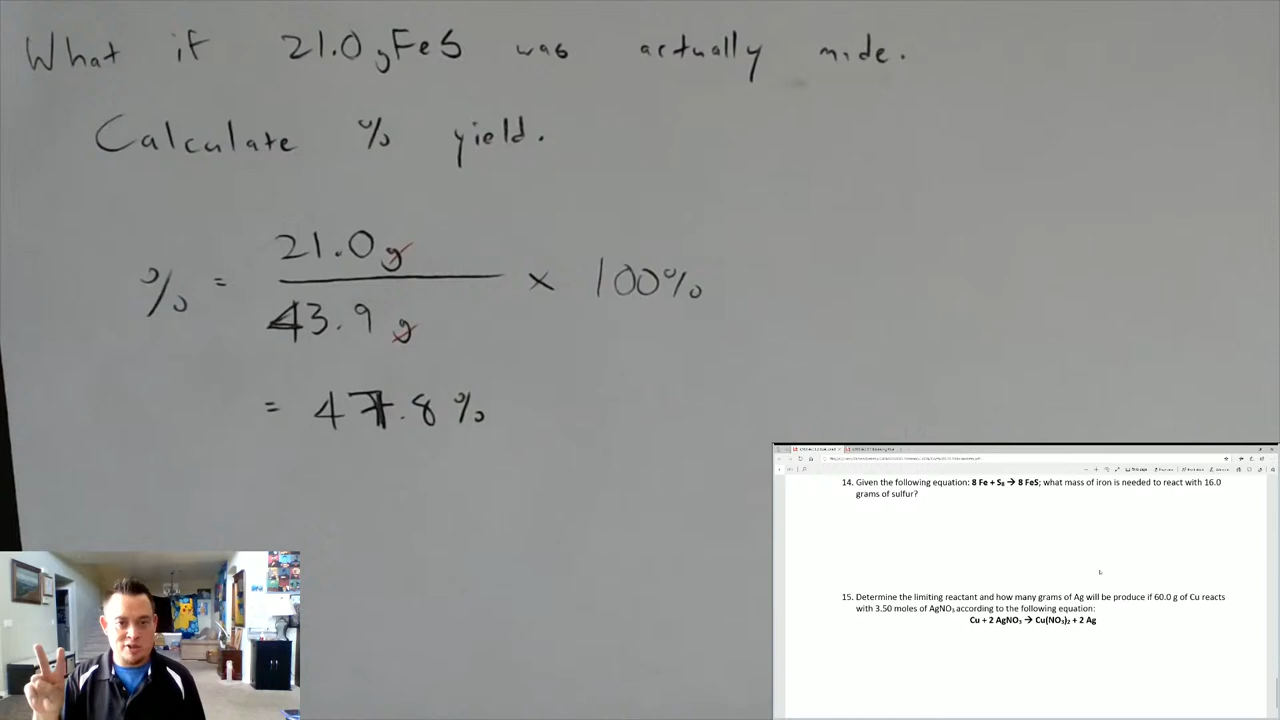 What if 21.0 g FeS was actually made.
Calculate % yield.
% = 21.0 g / 43.9 g × 100%
= 47.8 %
14. Given the following equation: 8 Fe + S₈ → 8 FeS; what mass of iron is needed to react with 16.0
grams of sulfur?
15. Determine the limiting reactant and how many grams of Ag will be produce if 60.0 g of Cu reacts
with 3.50 moles of AgNO₃ according to the following equation:
Cu + 2 AgNO₃ → Cu(NO₃)₂ + 2 Ag